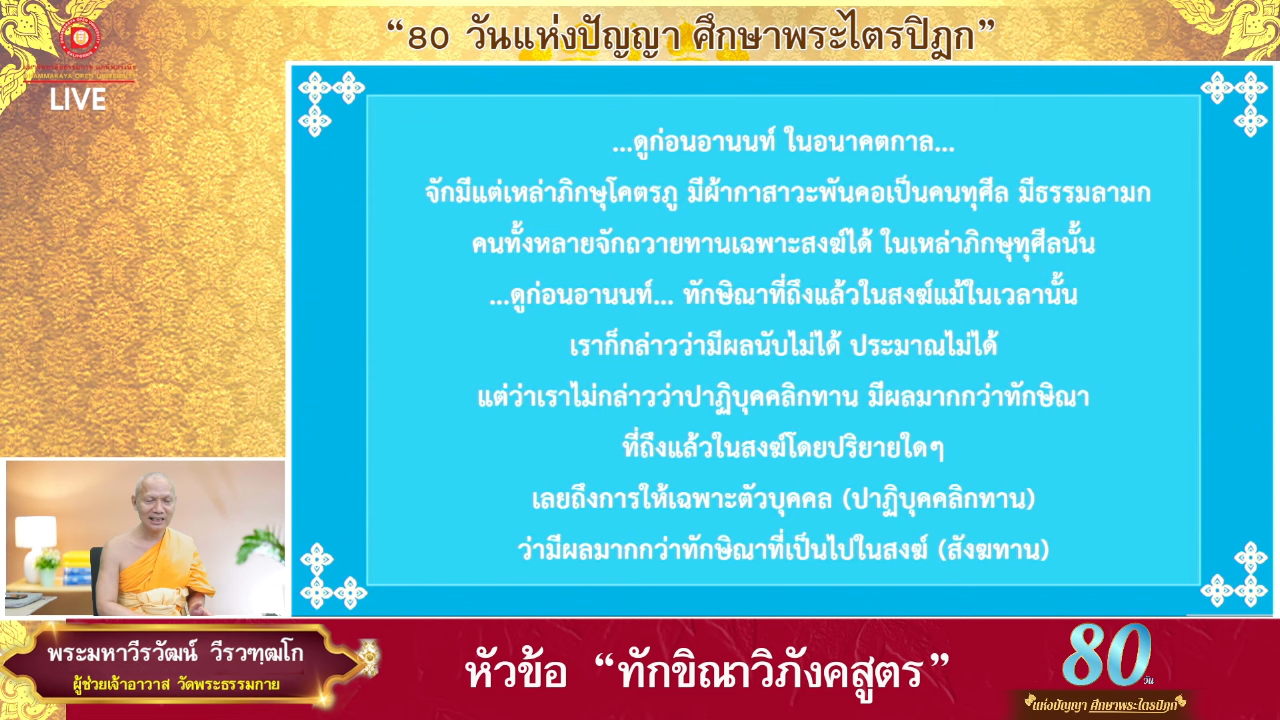 “80 วันแห่งปัญญา ศึกษาพระไตรปิฎก”
LIVE
...ดูก่อนอานนท์ ในอนาคตกาล...
จักมีแต่เหล่าภิกษุโคตรภู มีผ้ากาสาวะพันคอเป็นคนทุศีล มีธรรมลามก
คนทั้งหลายจักถวายทานเฉพาะสงฆ์ได้ ในเหล่าภิกษุทุศีลนั้น
...ดูก่อนอานนท์... ทักษิณาที่ถึงแล้วในสงฆ์แม้ในเวลานั้น
เราก็กล่าวว่ามีผลนับไม่ได้ ประมาณไม่ได้
แต่ว่าเราไม่กล่าวว่าปาฏิบุคคลิกทาน มีผลมากกว่าทักษิณา
ที่ถึงแล้วในสงฆ์โดยปริยายใดๆ
เลยถึงการให้เฉพาะตัวบุคคล (ปาฏิบุคคลิกทาน)
ว่ามีผลมากกว่าทักษิณาที่เป็นไปในสงฆ์ (สังฆทาน)
พระมหาวีรวัฒน์ วีรวฑฺฒโก
ผู้ช่วยเจ้าอาวาส วัดพระธรรมกาย
หัวข้อ “ทักขิณาวิภังคสูตร”
80
วัน
แห่งปัญญา ศึกษาพระไตรปิฎก